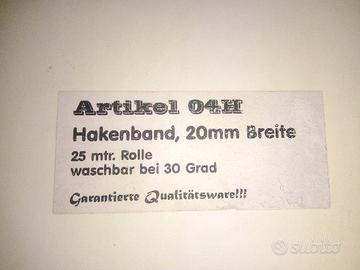 Artikel 04H
Hakenband, 20mm Breite
25 mtr. Rolle
waschbar bei 30 Grad
Garantierte Qualitätsware!!!
subito